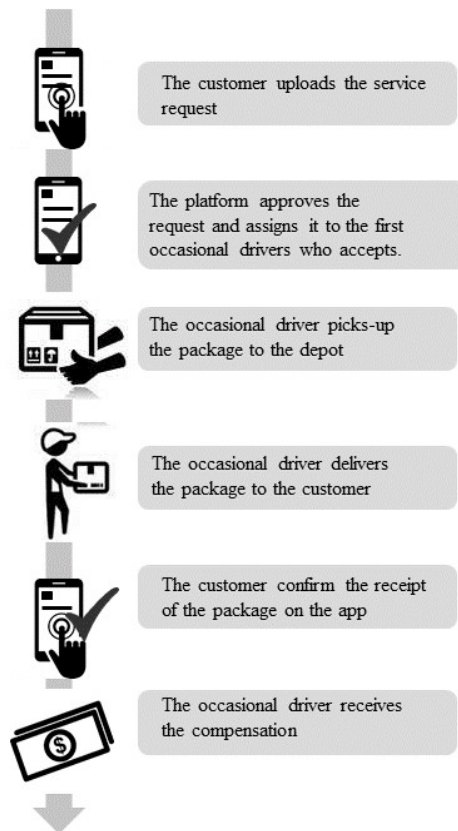 The customer uploads the service
request
The platform approves the
request and assigns it to the first
occasional drivers who accepts.
The occasional driver picks-up
the package to the depot
The occasional driver delivers
the package to the customer
The customer confirm the receipt
of the package on the app
$
The occasional driver receives
the compensation